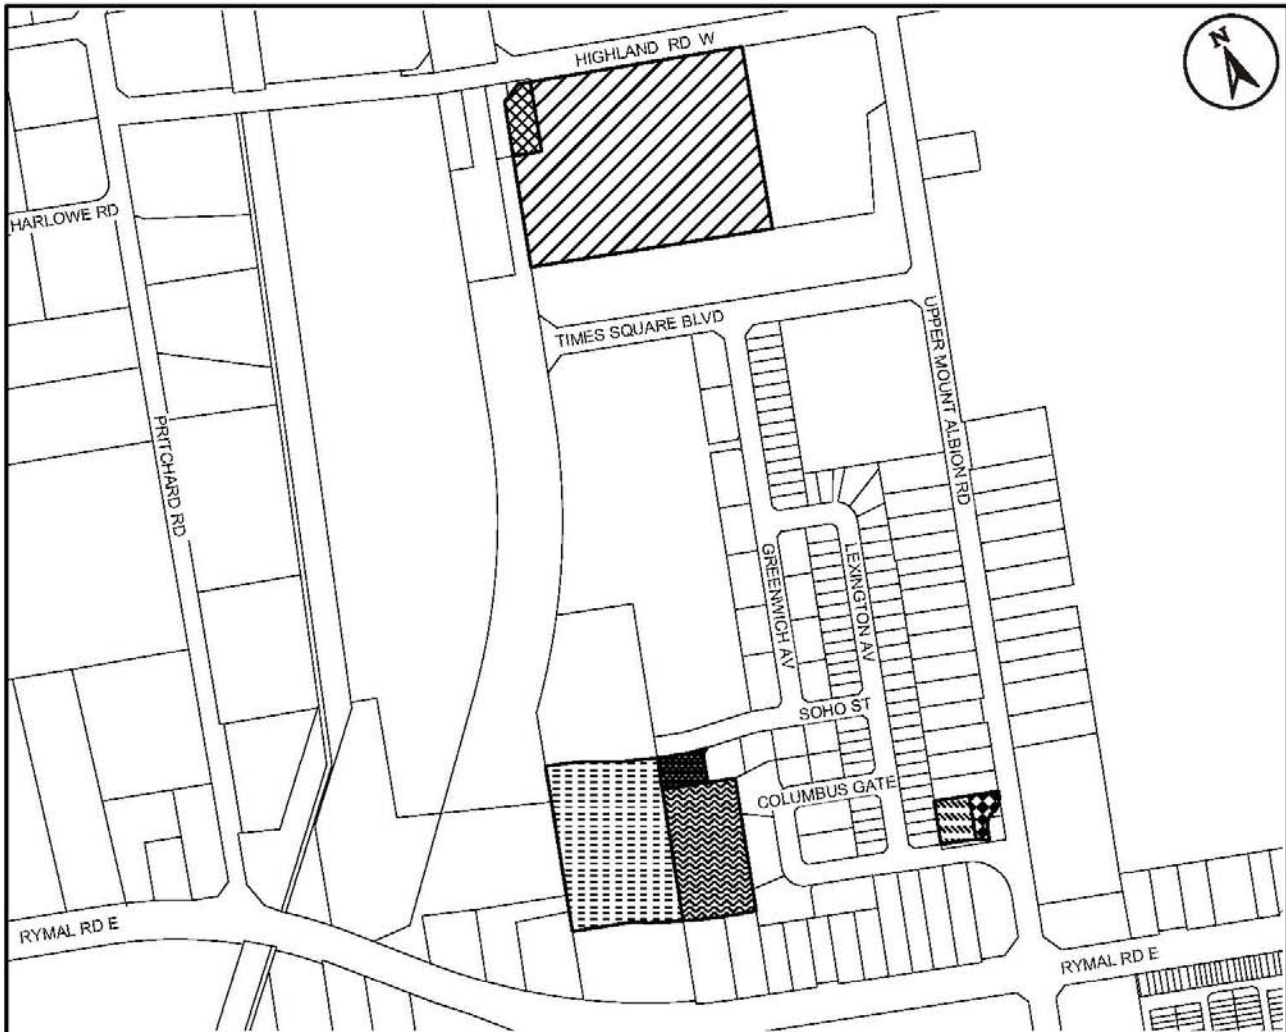 HIGHLAND RD W
N
HARLOWE RD
TIMES SQUARE BLVD
UPPER MOUNT ALBION RD
PRITCHARD RD
GREENWICH AV
LEXINGTON AV
SOHO ST
COLUMBUS GATE
RYMAL RD E
RYMAL RD E